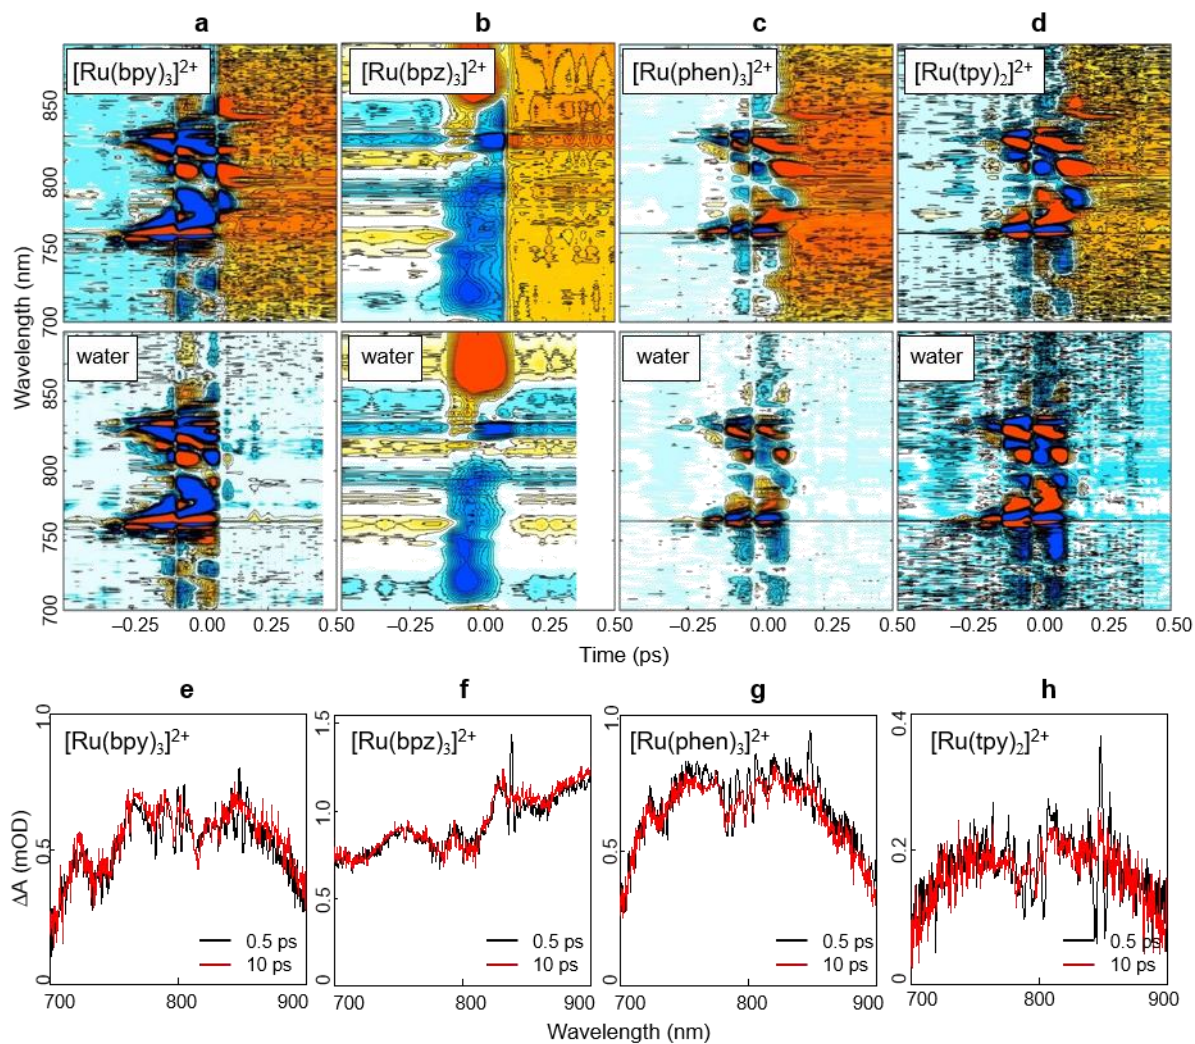 a b c d
[Ru(bpy)₃]²⁺ [Ru(bpz)₃]²⁺ [Ru(phen)₃]²⁺ [Ru(tpy)₂]²⁺
850
800
750
700
Wavelength (nm)
water water water water
850
800
750
700
–0.25 0.00 0.25 0.50 –0.25 0.00 0.25 0.50 –0.25 0.00 0.25 0.50 –0.25 0.00 0.25 0.50
Time (ps)
e f g h
[Ru(bpy)₃]²⁺ [Ru(bpz)₃]²⁺ [Ru(phen)₃]²⁺ [Ru(tpy)₂]²⁺
1.0 1.5 1.0 0.4
1.0
0.5 0.5 0.5 0.2
0 0 0 0
ΔA (mOD)
0.5 ps 0.5 ps 0.5 ps 0.5 ps
10 ps 10 ps 10 ps 10 ps
700 800 900 700 800 900 700 800 900 700 800 900
Wavelength (nm)